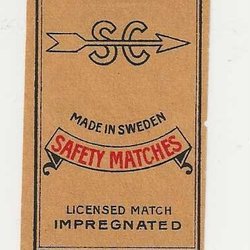 SC
MADE IN SWEDEN
SAFETY MATCHES
LICENSED MATCH
IMPREGNATED